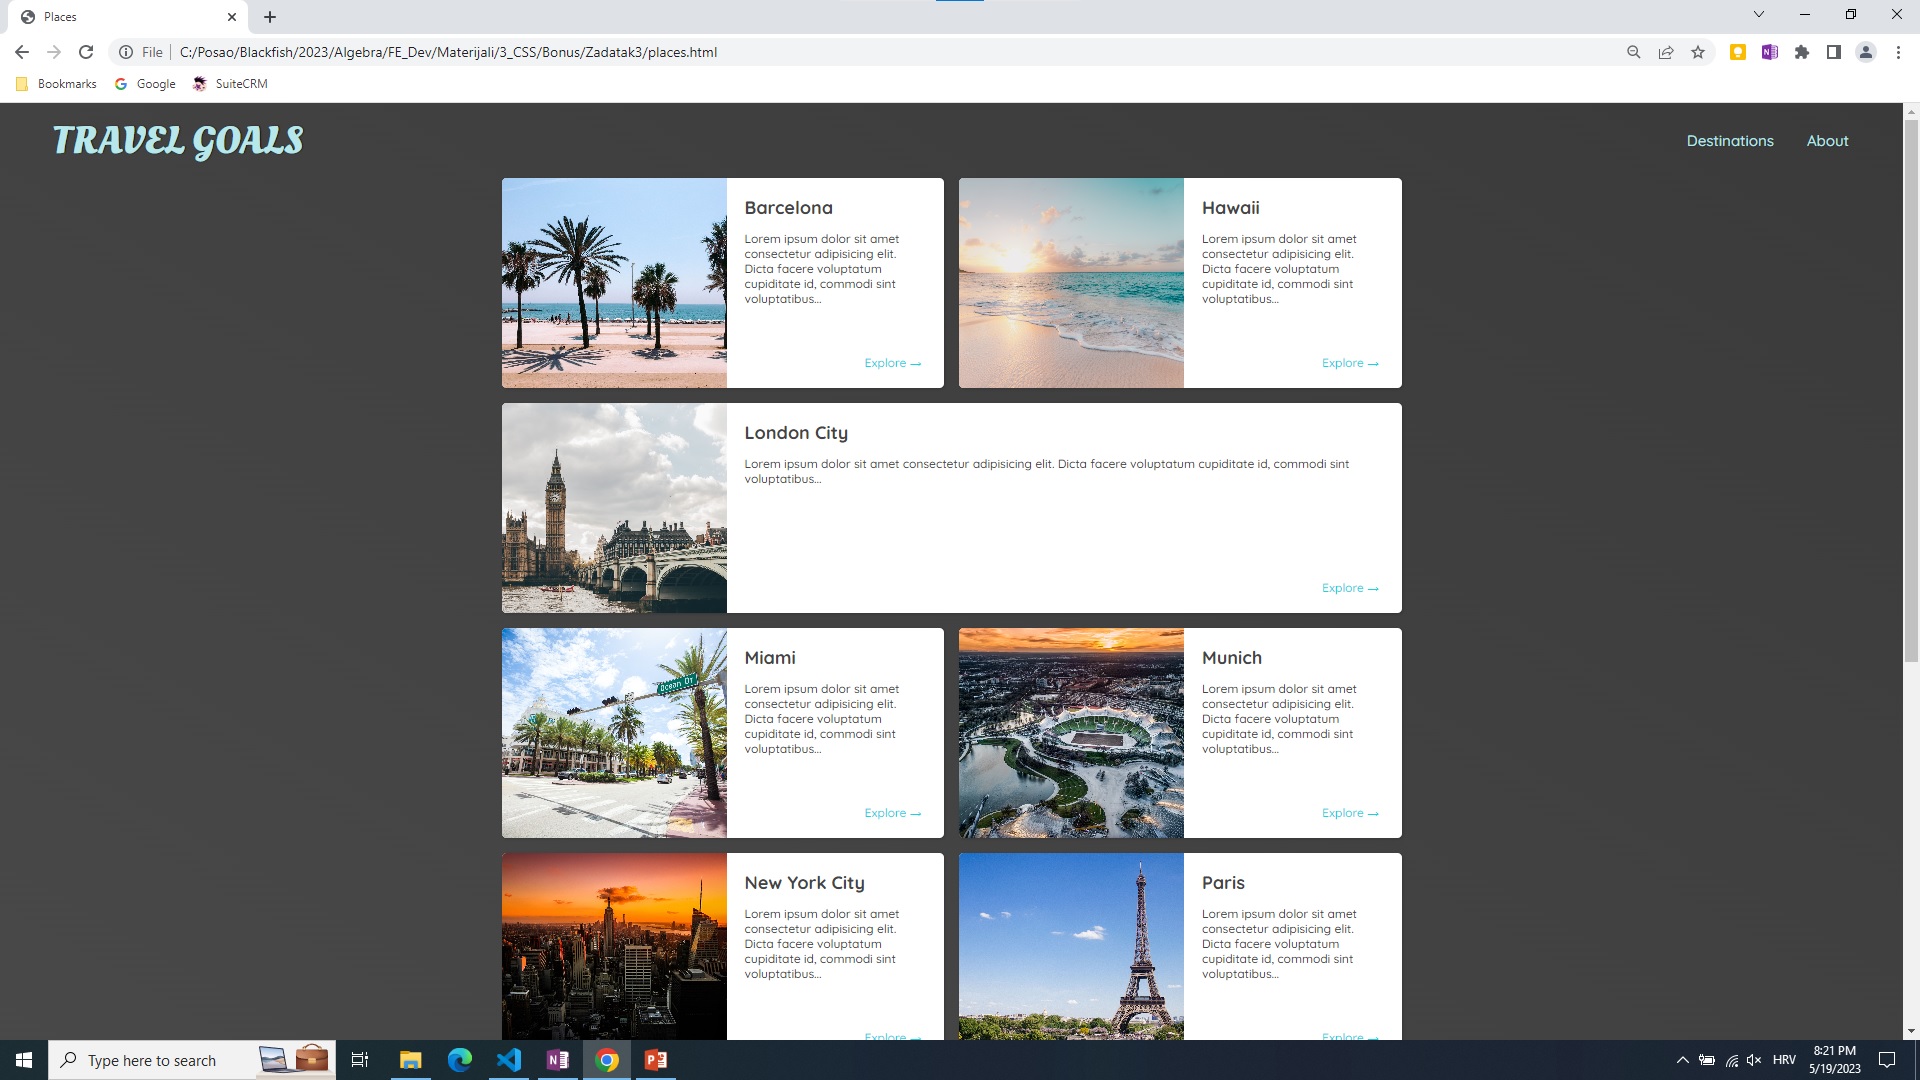 Places
File
C:/Posao/Blackfish/2023/Algebra/FE_Dev/Materijali/3_CSS/Bonus/Zadatak3/places.html
Bookmarks
Google
SuiteCRM
TRAVEL GOALS
Destinations
About
Barcelona
Lorem ipsum dolor sit amet
consectetur adipisicing elit.
Dicta facere voluptatum
cupiditate id, commodi sint
voluptatibus...
Explore →
Hawaii
Lorem ipsum dolor sit amet
consectetur adipisicing elit.
Dicta facere voluptatum
cupiditate id, commodi sint
voluptatibus...
Explore →
London City
Lorem ipsum dolor sit amet consectetur adipisicing elit. Dicta facere voluptatum cupiditate id, commodi sint
voluptatibus...
Explore →
Ocean Dr
Miami
Lorem ipsum dolor sit amet
consectetur adipisicing elit.
Dicta facere voluptatum
cupiditate id, commodi sint
voluptatibus...
Explore →
Munich
Lorem ipsum dolor sit amet
consectetur adipisicing elit.
Dicta facere voluptatum
cupiditate id, commodi sint
voluptatibus...
Explore →
New York City
Lorem ipsum dolor sit amet
consectetur adipisicing elit.
Dicta facere voluptatum
cupiditate id, commodi sint
voluptatibus...
Explore →
Paris
Lorem ipsum dolor sit amet
consectetur adipisicing elit.
Dicta facere voluptatum
cupiditate id, commodi sint
voluptatibus...
Explore →
Type here to search
HRV
8:21 PM
5/19/2023